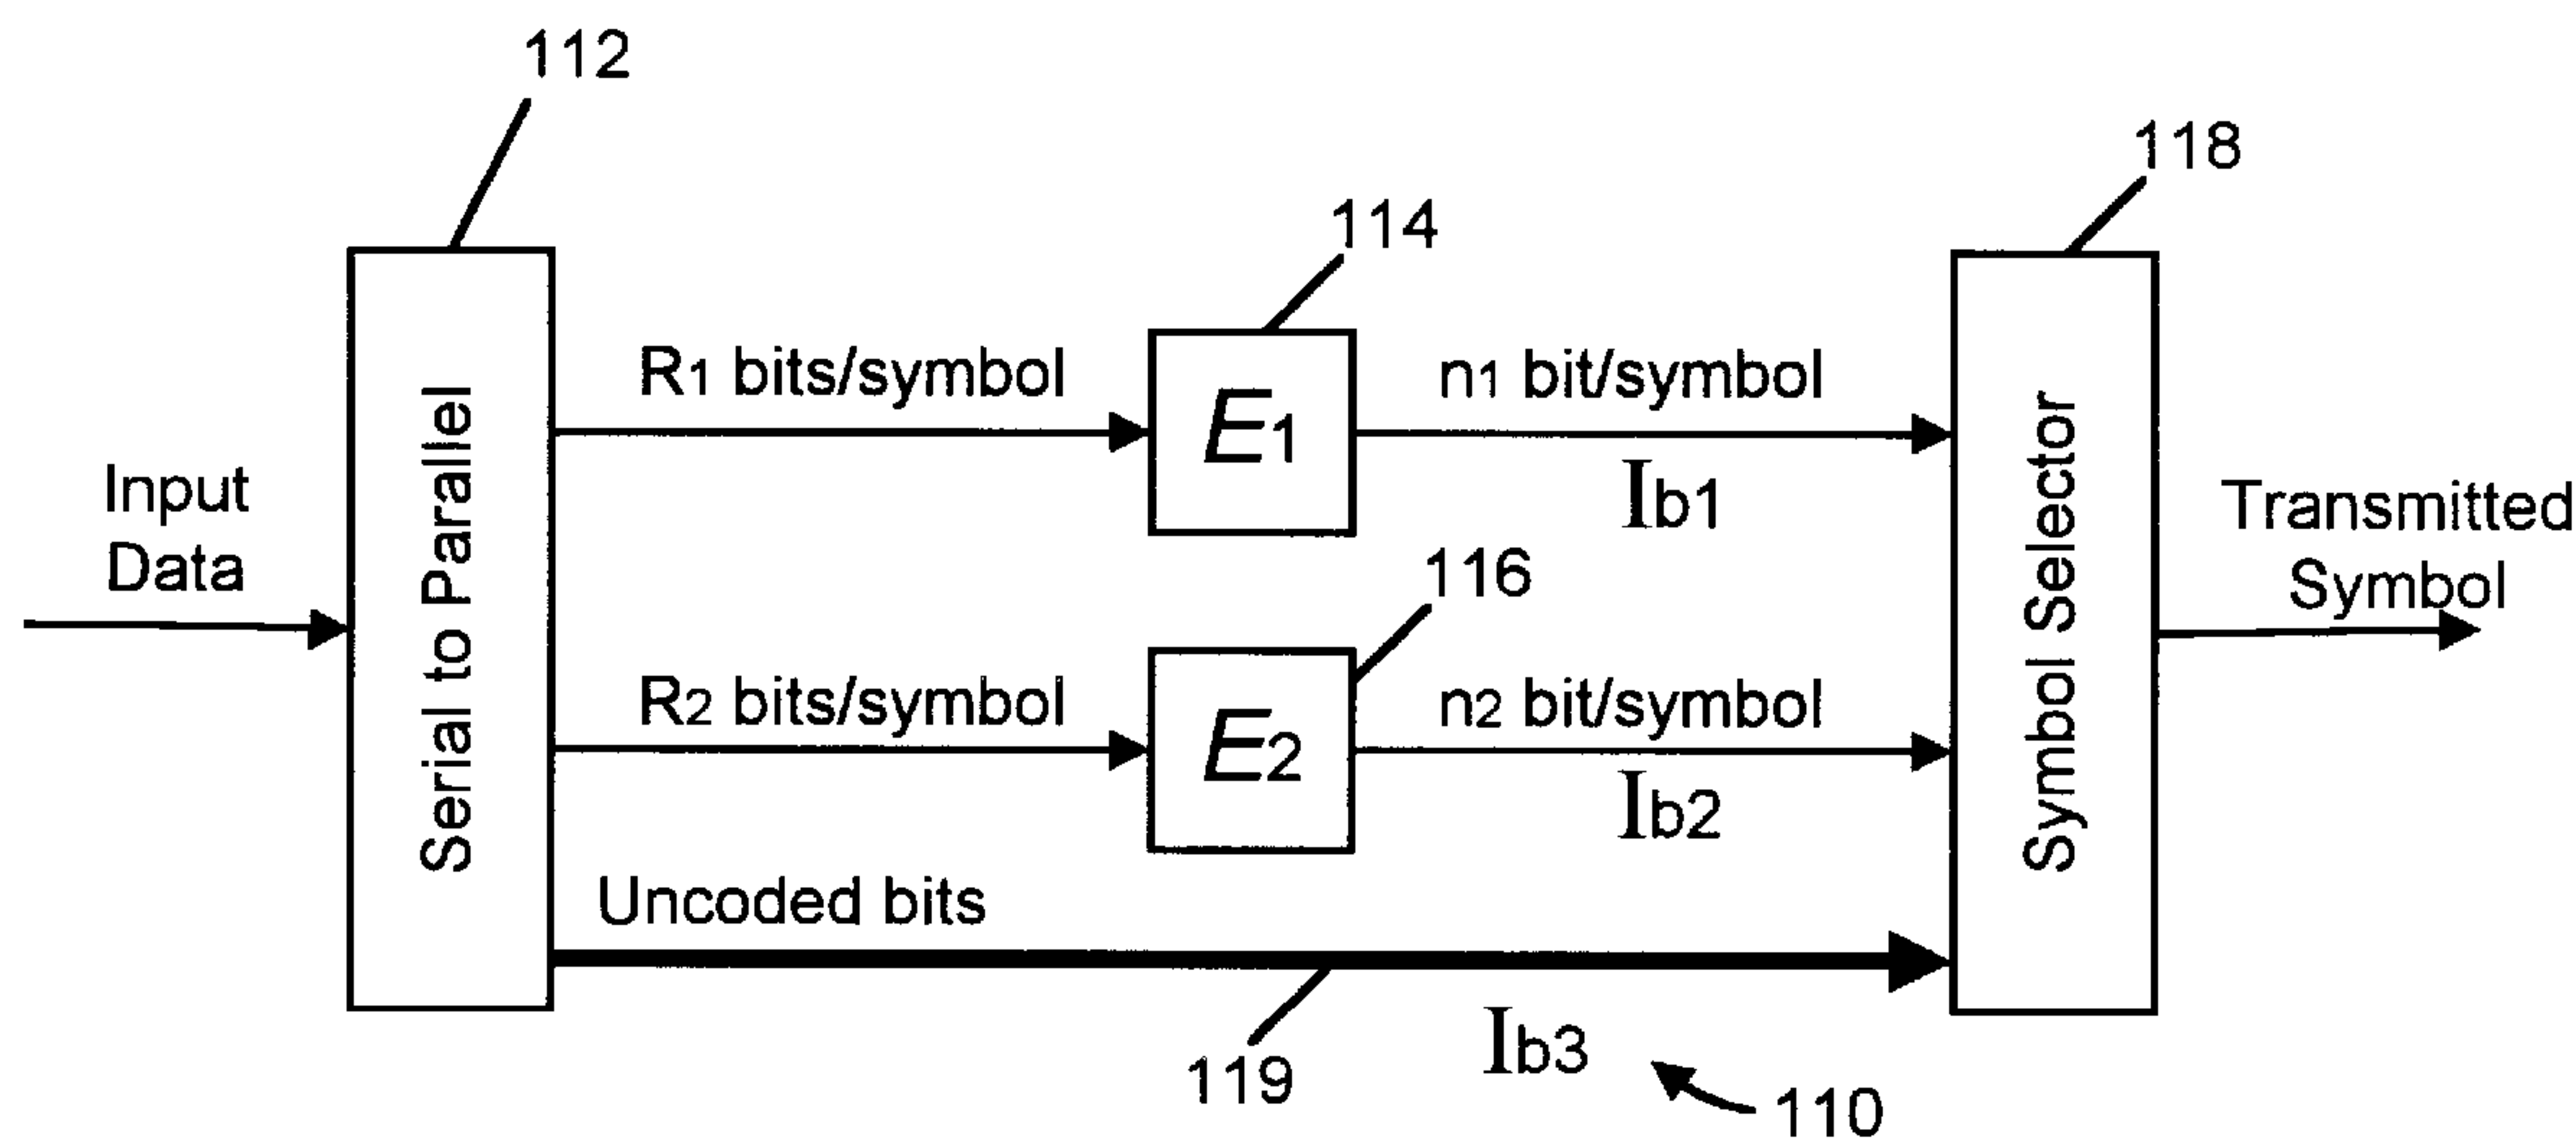 112
118
114
R1 bits/symbol
n1 bit/symbol
E1
Input
Data
Ib1
Transmitted
Symbol
Serial to Parallel
Symbol Selector
116
R2 bits/symbol
n2 bit/symbol
E2
Ib2
Uncoded bits
119
Ib3
110